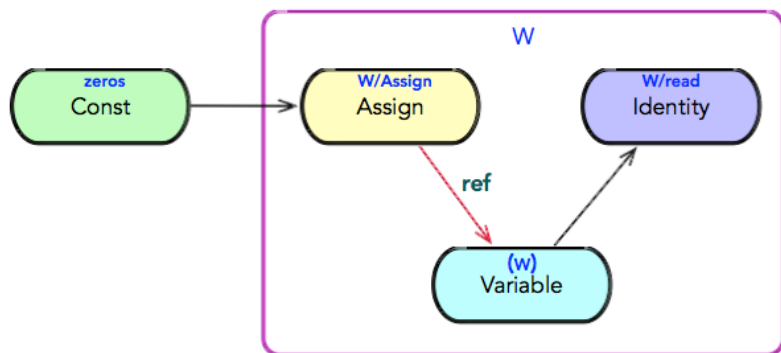 W
zeros
Const
W/Assign
Assign
W/read
Identity
ref
(w)
Variable